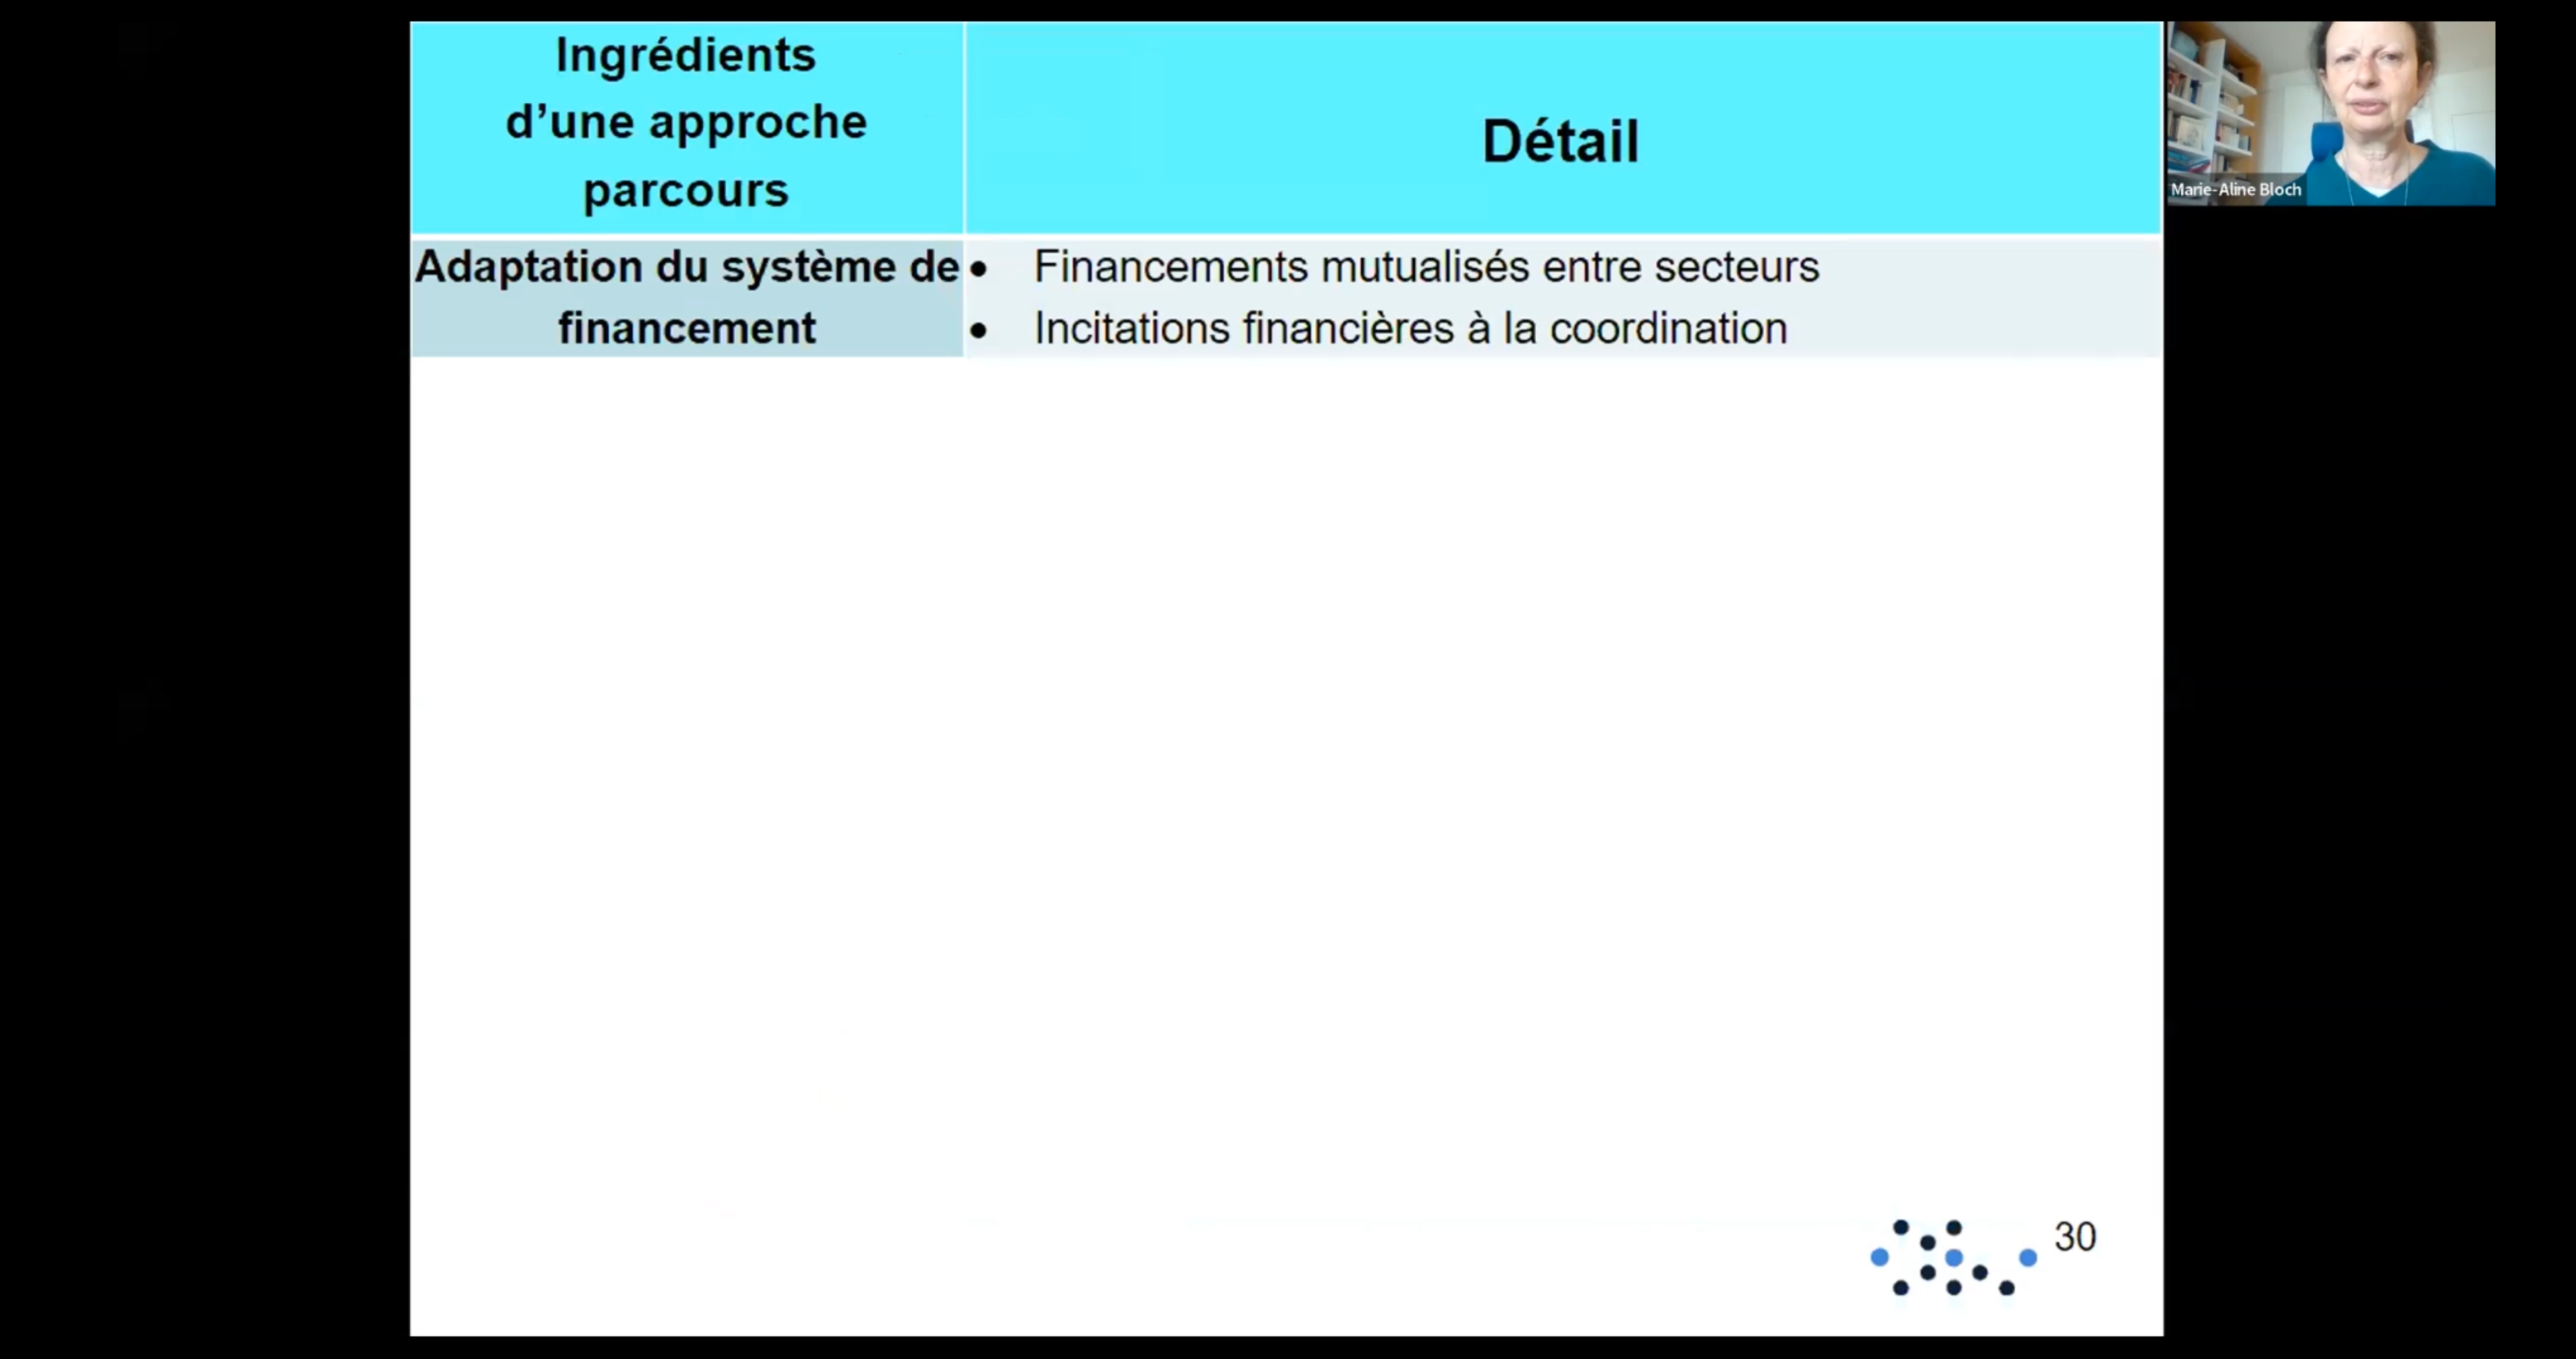 Ingrédients
d’une approche
parcours
Détail
Adaptation du système de
financement
• Financements mutualisés entre secteurs
• Incitations financières à la coordination
Marie-Aline Bloch
30